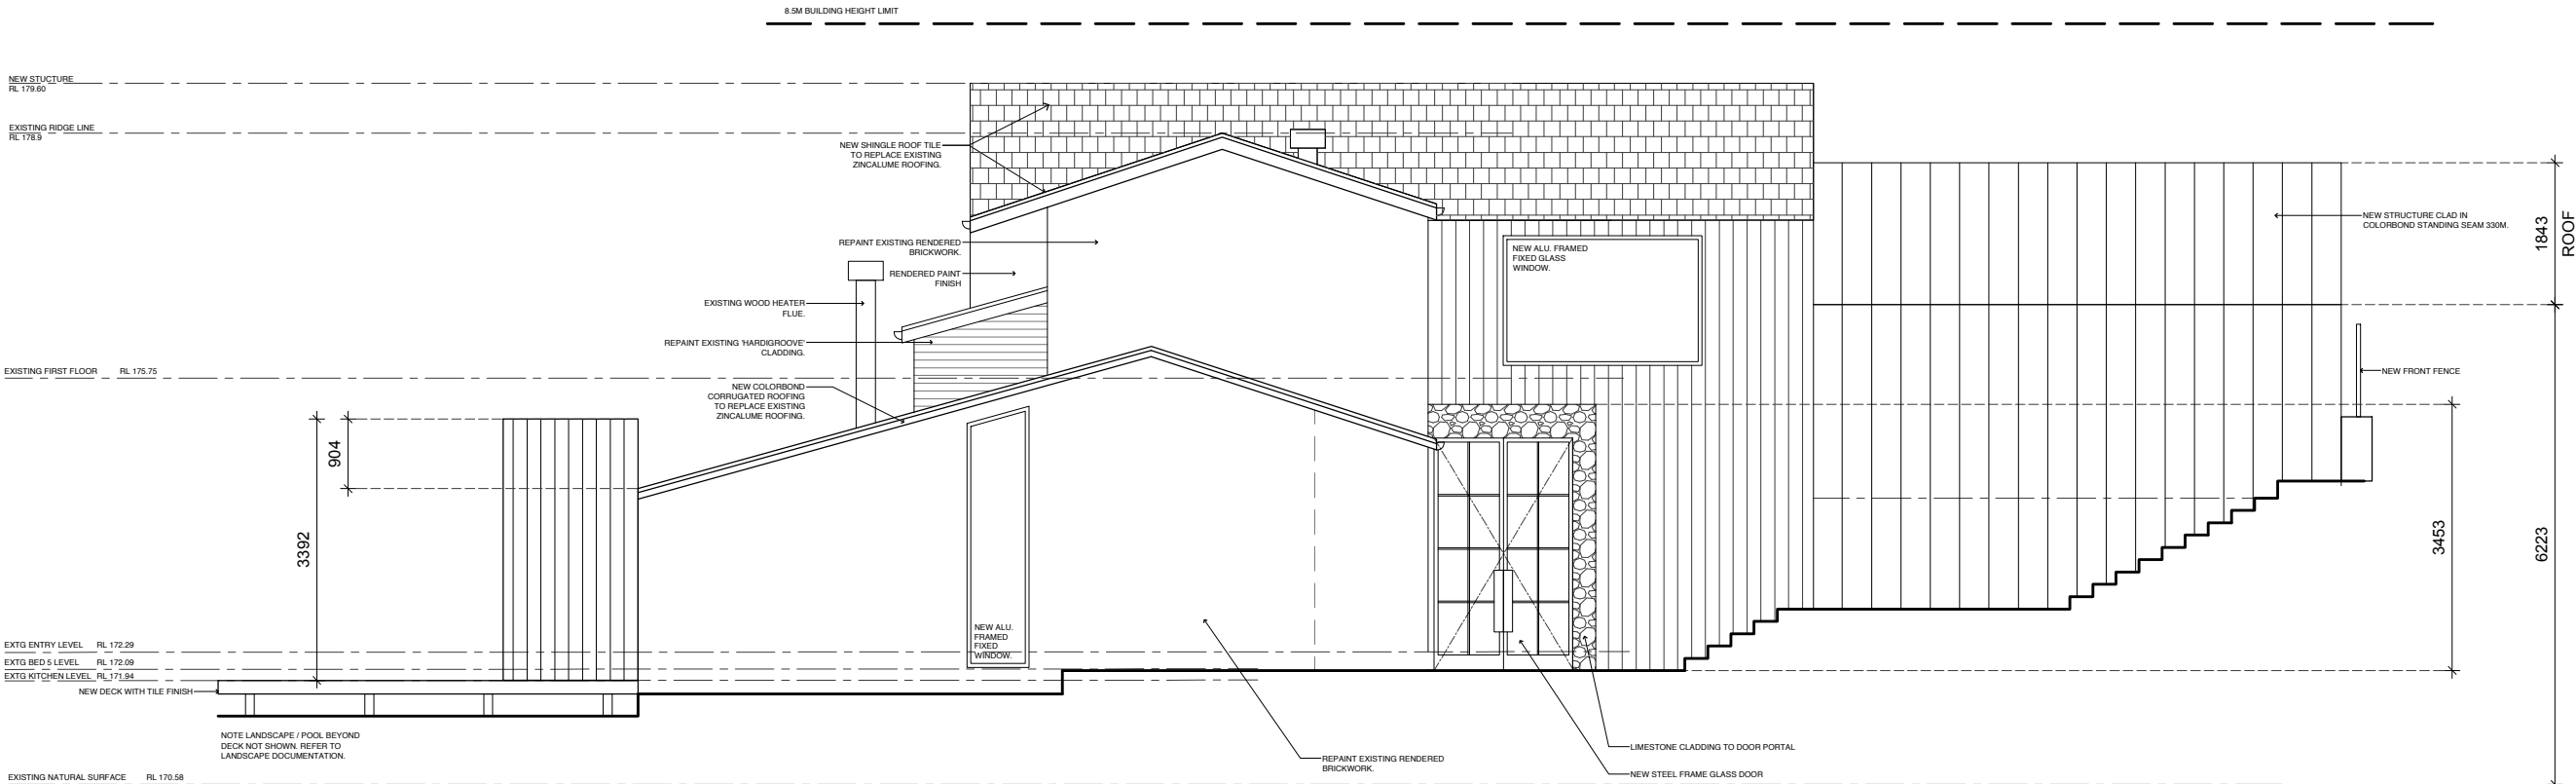 8.5M BUILDING HEIGHT LIMIT
NEW STUCTURE
RL 179.60
EXISTING RIDGE LINE
RL 178.9
NEW SHINGLE ROOF TILE
TO REPLACE EXISTING
ZINCALUME ROOFING.
REPAINT EXISTING RENDERED
BRICKWORK.
RENDERED PAINT
FINISH
EXISTING WOOD HEATER
FLUE.
REPAINT EXISTING 'HARDIGROOVE'
CLADDING.
NEW COLORBOND
CORRUGATED ROOFING
TO REPLACE EXISTING
ZINCALUME ROOFING.
NEW ALU. FRAMED
FIXED GLASS
WINDOW.
NEW STRUCTURE CLAD IN
COLORBOND STANDING SEAM 330M.
1843
ROOF
NEW FRONT FENCE
EXISTING FIRST FLOOR RL 175.75
904
3392
3453
6223
NEW ALU.
FRAMED
FIXED
WINDOW.
EXTG ENTRY LEVEL RL 172.29
EXTG BED 5 LEVEL RL 172.09
EXTG KITCHEN LEVEL RL 171.94
NEW DECK WITH TILE FINISH
NOTE LANDSCAPE / POOL BEYOND
DECK NOT SHOWN. REFER TO
LANDSCAPE DOCUMENTATION.
LIMESTONE CLADDING TO DOOR PORTAL
REPAINT EXISTING RENDERED
BRICKWORK.
NEW STEEL FRAME GLASS DOOR
EXISTING NATURAL SURFACE RL 170.58